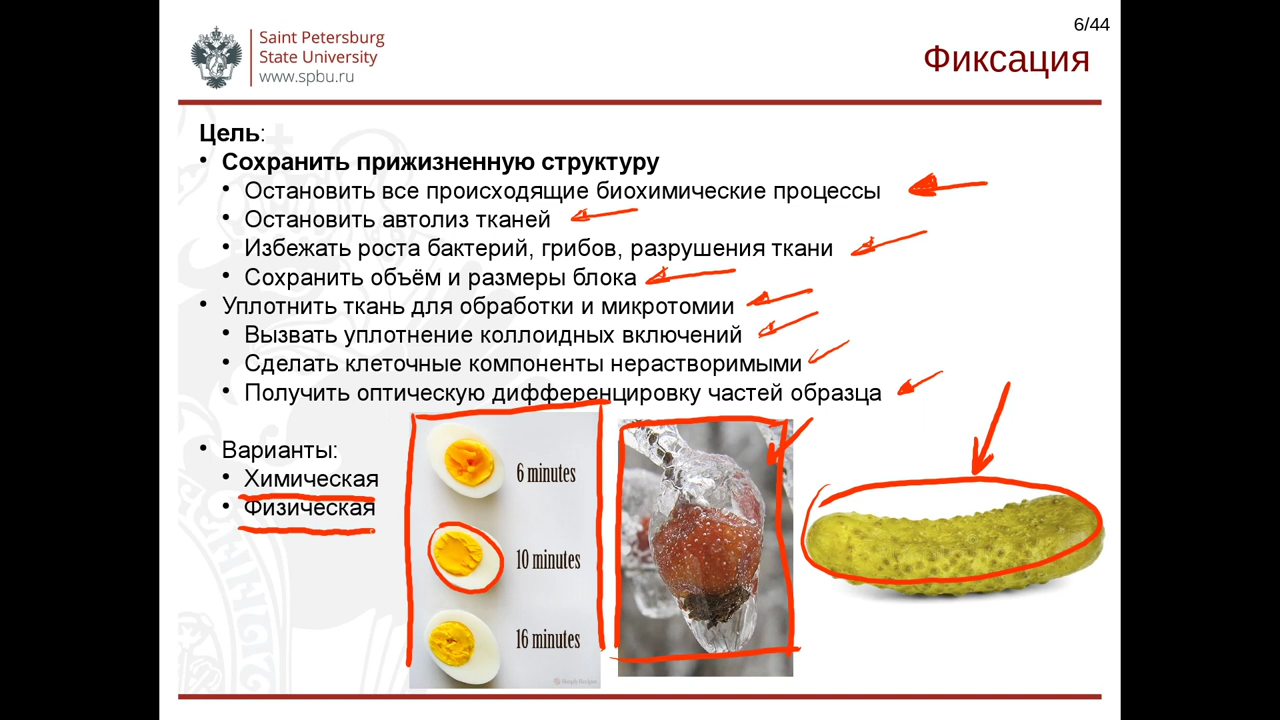 6/44
Saint Petersburg
State University
www.spbu.ru
Фиксация
Цель:
• Сохранить прижизненную структуру
• Остановить все происходящие биохимические процессы
• Остановить автолиз тканей
• Избежать роста бактерий, грибов, разрушения ткани
• Сохранить объём и размеры блока
• Уплотнить ткань для обработки и микротомии
• Вызвать уплотнение коллоидных включений
• Сделать клеточные компоненты нерастворимыми
• Получить оптическую дифференцировку частей образца
• Варианты:
• Химическая
• Физическая
6 minutes
10 minutes
16 minutes